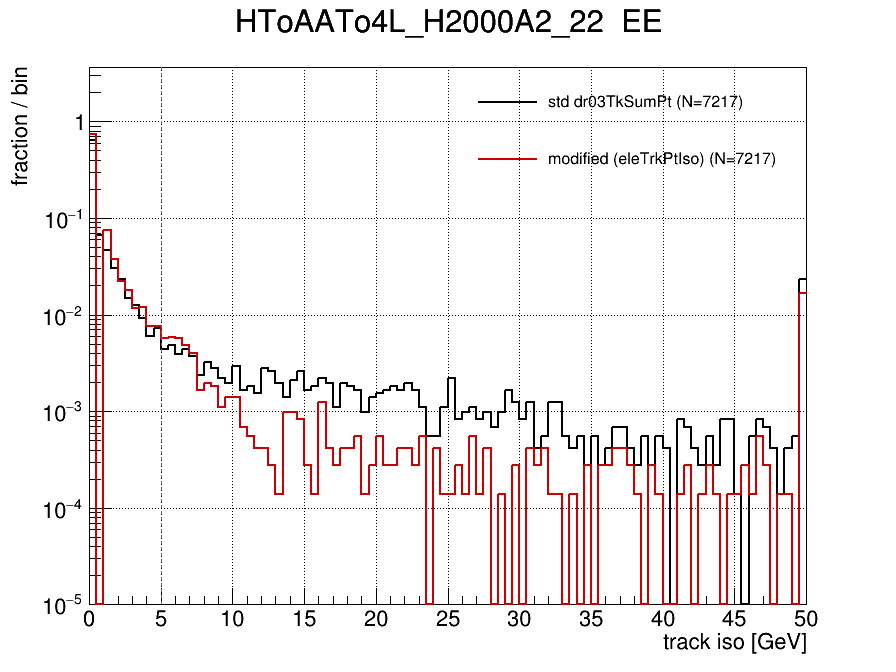 HToAATo4L_H2000A2_22 EE
fraction / bin
std dr03TkSumPt (N=7217)
modified (eleTrkPtIso) (N=7217)
1
10−1
10−2
10−3
10−4
10−5
0 5 10 15 20 25 30 35 40 45 50
track iso [GeV]